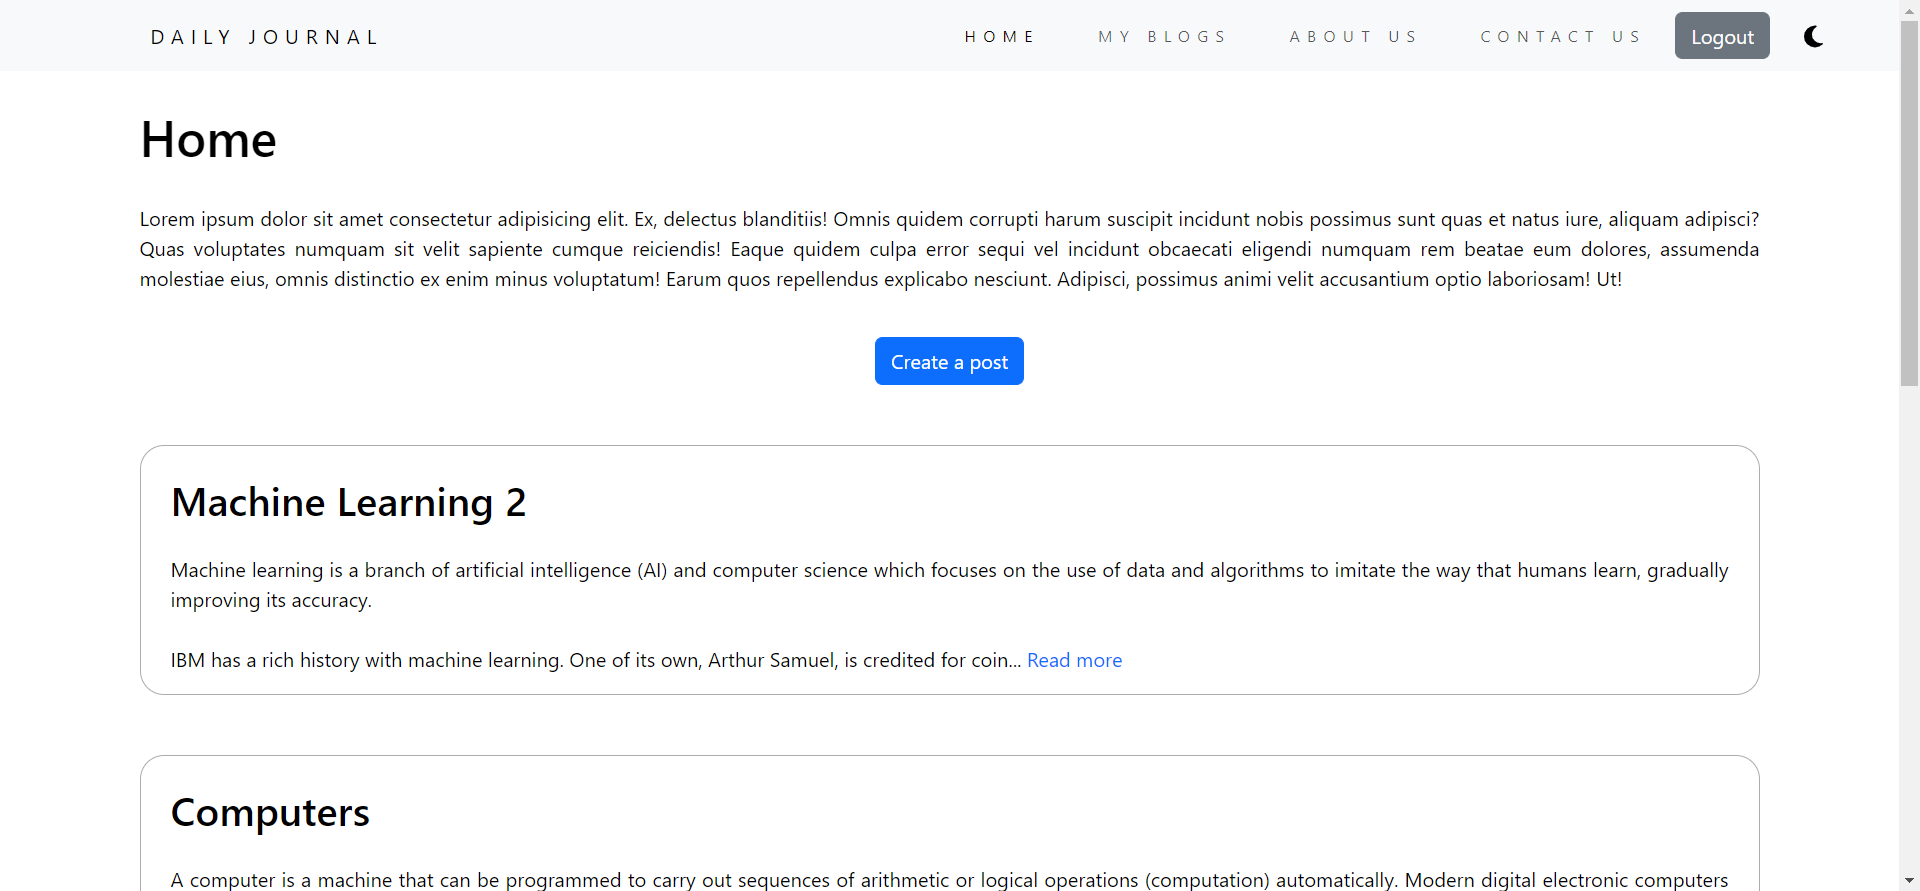 DAILY JOURNAL
HOME MY BLOGS ABOUT US CONTACT US Logout
Home
Lorem ipsum dolor sit amet consectetur adipisicing elit. Ex, delectus blanditiis! Omnis quidem corrupti harum suscipit incidunt nobis possimus sunt quas et natus iure, aliquam adipisci?
Quas voluptates numquam sit velit sapiente cumque reiciendis! Eaque quidem culpa error sequi vel incidunt obcaecati eligendi numquam rem beatae eum dolores, assumenda
molestiae eius, omnis distinctio ex enim minus voluptatum! Earum quos repellendus explicabo nesciunt. Adipisci, possimus animi velit accusantium optio laboriosam! Ut!
Create a post
Machine Learning 2
Machine learning is a branch of artificial intelligence (AI) and computer science which focuses on the use of data and algorithms to imitate the way that humans learn, gradually
improving its accuracy.
IBM has a rich history with machine learning. One of its own, Arthur Samuel, is credited for coin... Read more
Computers
A computer is a machine that can be programmed to carry out sequences of arithmetic or logical operations (computation) automatically. Modern digital electronic computers